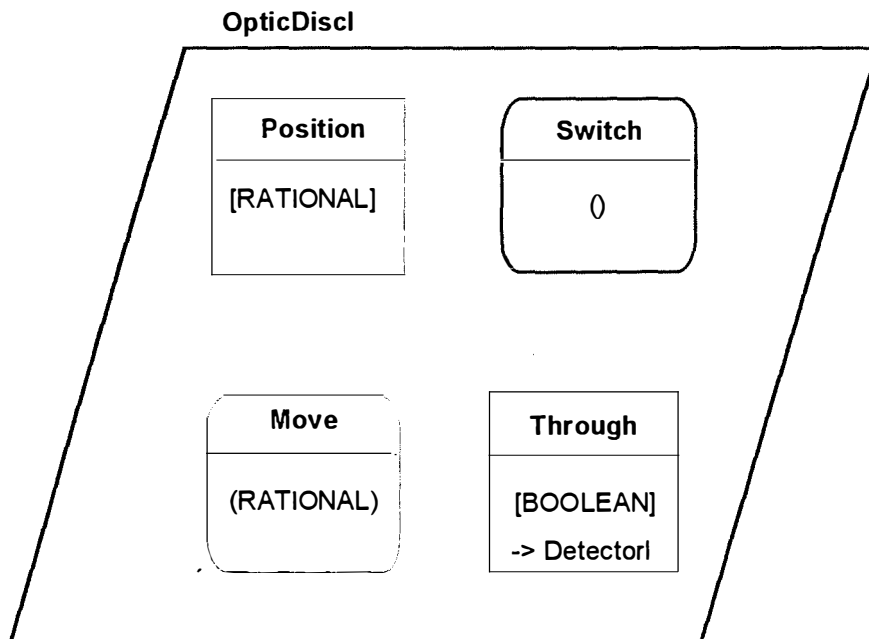 OpticDiscl
Position
[RATIONAL]
Switch
()
Move
(RATIONAL)
Through
[BOOLEAN]
-> Detectorl